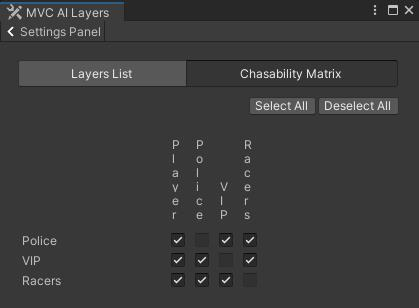 MVC AI Layers
Settings Panel
Layers List
Chasability Matrix
Select All
Deselect All
Player
Police
VIP
Racers
Police
VIP
Racers